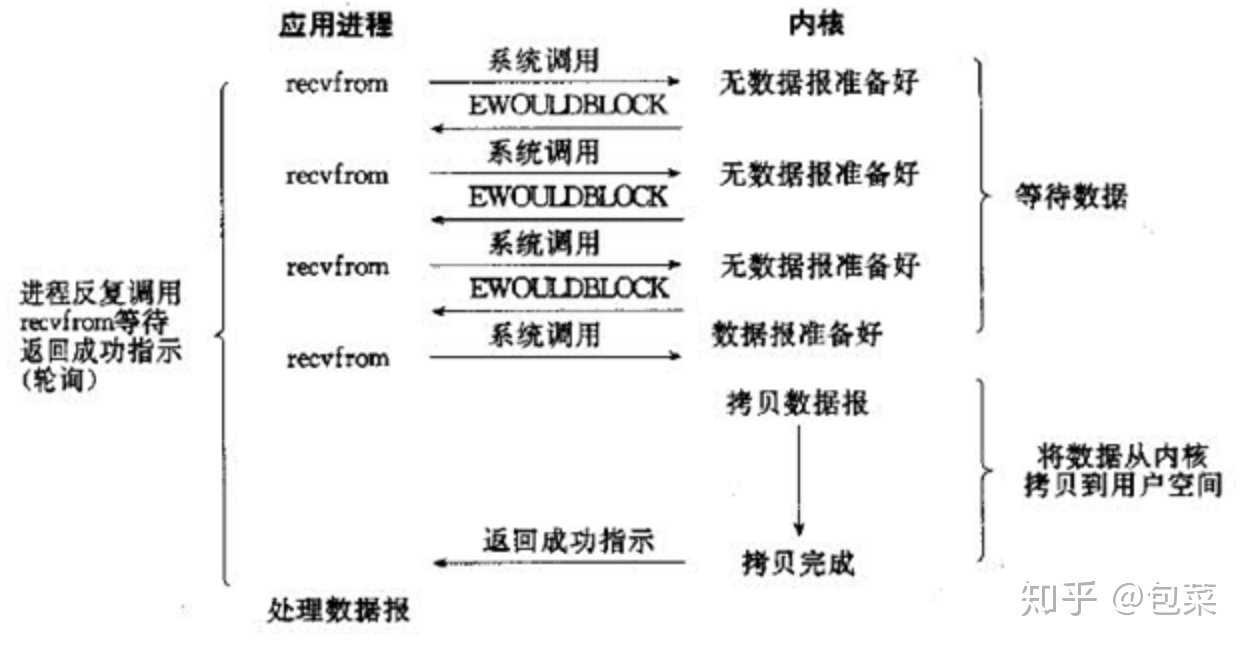 应用进程 内核
系统调用
recvfrom 无数据报准备好
EWOULDBLOCK
系统调用
recvfrom 无数据报准备好
EWOULDBLOCK
等待数据
系统调用
recvfrom 无数据报准备好
EWOULDBLOCK
进程反复调用
recvfrom等待
返回成功指示
(轮询)
系统调用
recvfrom 数据报准备好
拷贝数据报
将数据从内核
拷贝到用户空间
返回成功指示
拷贝完成
处理数据报
知乎 @包菜